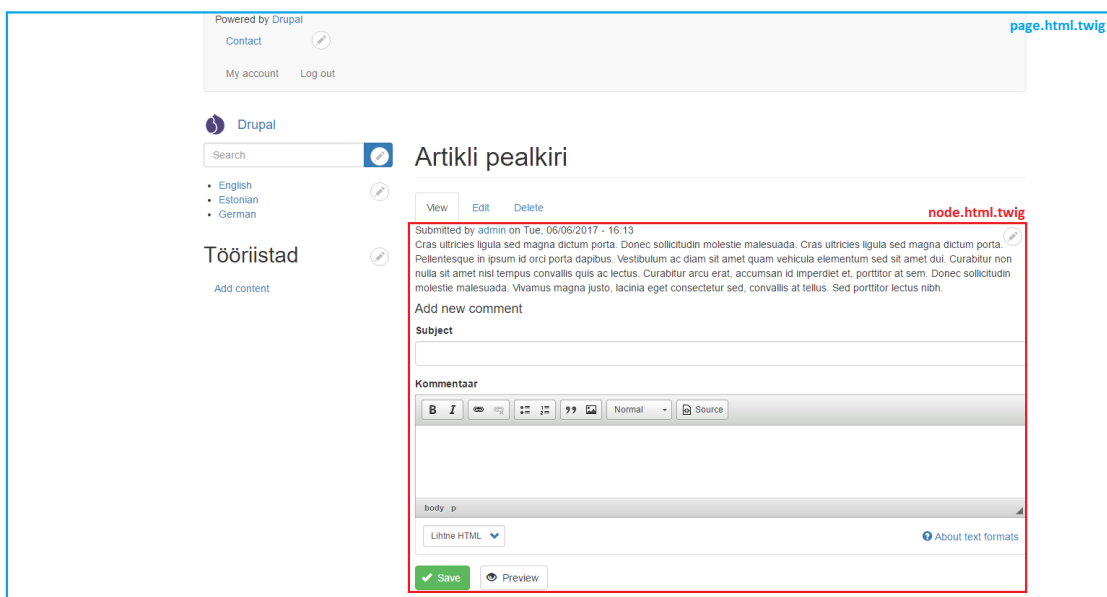 Powered by Drupal
page.html.twig
Contact
My account Log out
Drupal
Search
English
Estonian
German
Tööriistad
Add content
Artikli pealkiri
View Edit Delete
node.html.twig
Submitted by admin on Tue, 06/06/2017 - 16:13
Cras ultricies ligula sed magna dictum porta. Donec sollicitudin molestie malesuada. Cras ultricies ligula sed magna dictum porta.
Pellentesque in ipsum id orci porta dapibus. Vestibulum ac diam sit amet quam vehicula elementum sed sit amet dui. Curabitur non
nulla sit amet nisl tempus convallis quis ac lectus. Curabitur arcu erat, accumsan id imperdiet et, porttitor at sem. Donec sollicitudin
molestie malesuada. Vivamus magna justo, lacinia eget consectetur sed, convallis at tellus. Sed porttitor lectus nibh.
Add new comment
Subject
Kommentaar
B I Normal Source
body p
Lihtne HTML About text formats
Save Preview